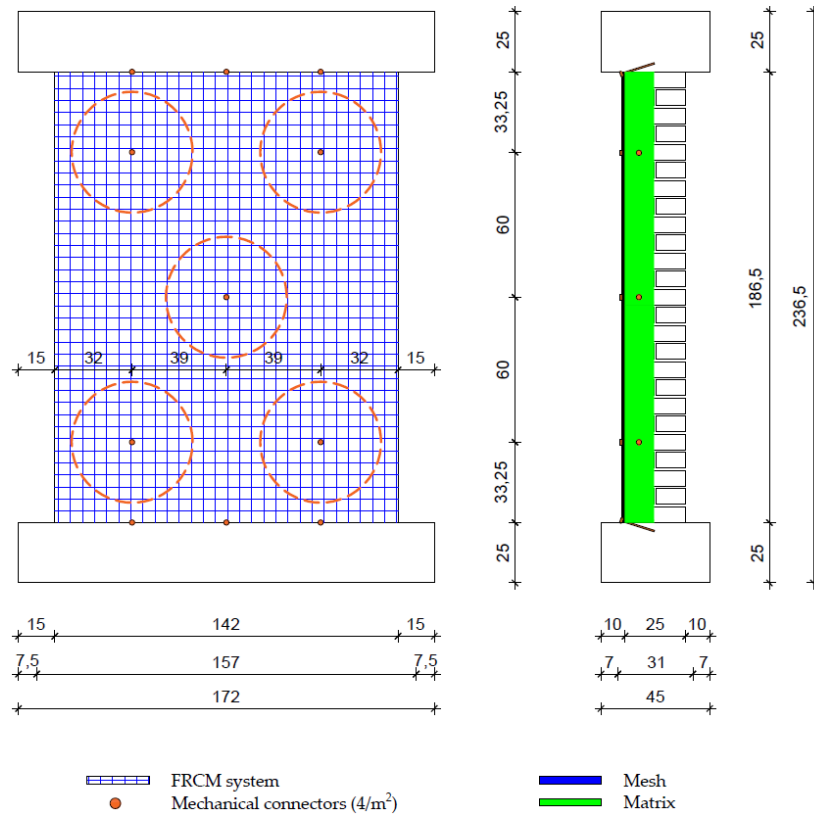 25
33,25
60
60
33,25
25
15 32 39 39 32 15
25
186,5
25
236,5
15 142 15
7,5 157 7,5
172
10 25 10
7 31 7
45
FRCM system
Mechanical connectors (4/m²)
Mesh
Matrix